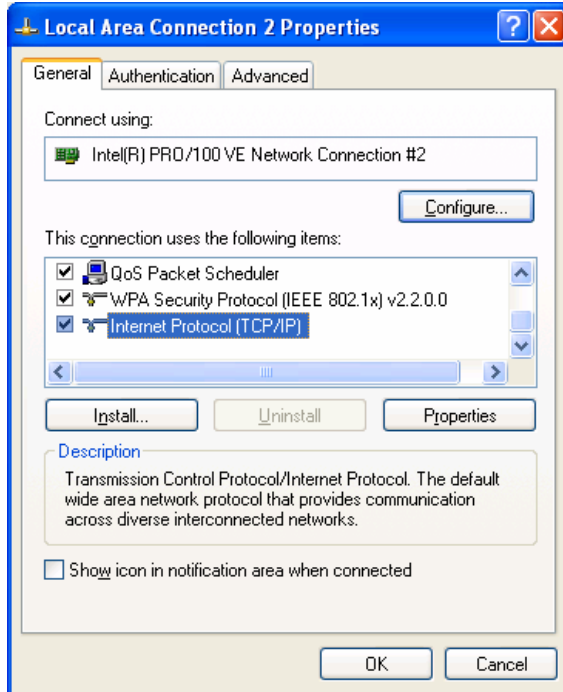 Local Area Connection 2 Properties
General Authentication Advanced
Connect using:
Intel(R) PRO/100 VE Network Connection #2
Configure...
This connection uses the following items:
QoS Packet Scheduler
WPA Security Protocol (IEEE 802.1x) v2.2.0.0
Internet Protocol (TCP/IP)
Install... Uninstall Properties
Description
Transmission Control Protocol/Internet Protocol. The default
wide area network protocol that provides communication
across diverse interconnected networks.
Show icon in notification area when connected
OK Cancel